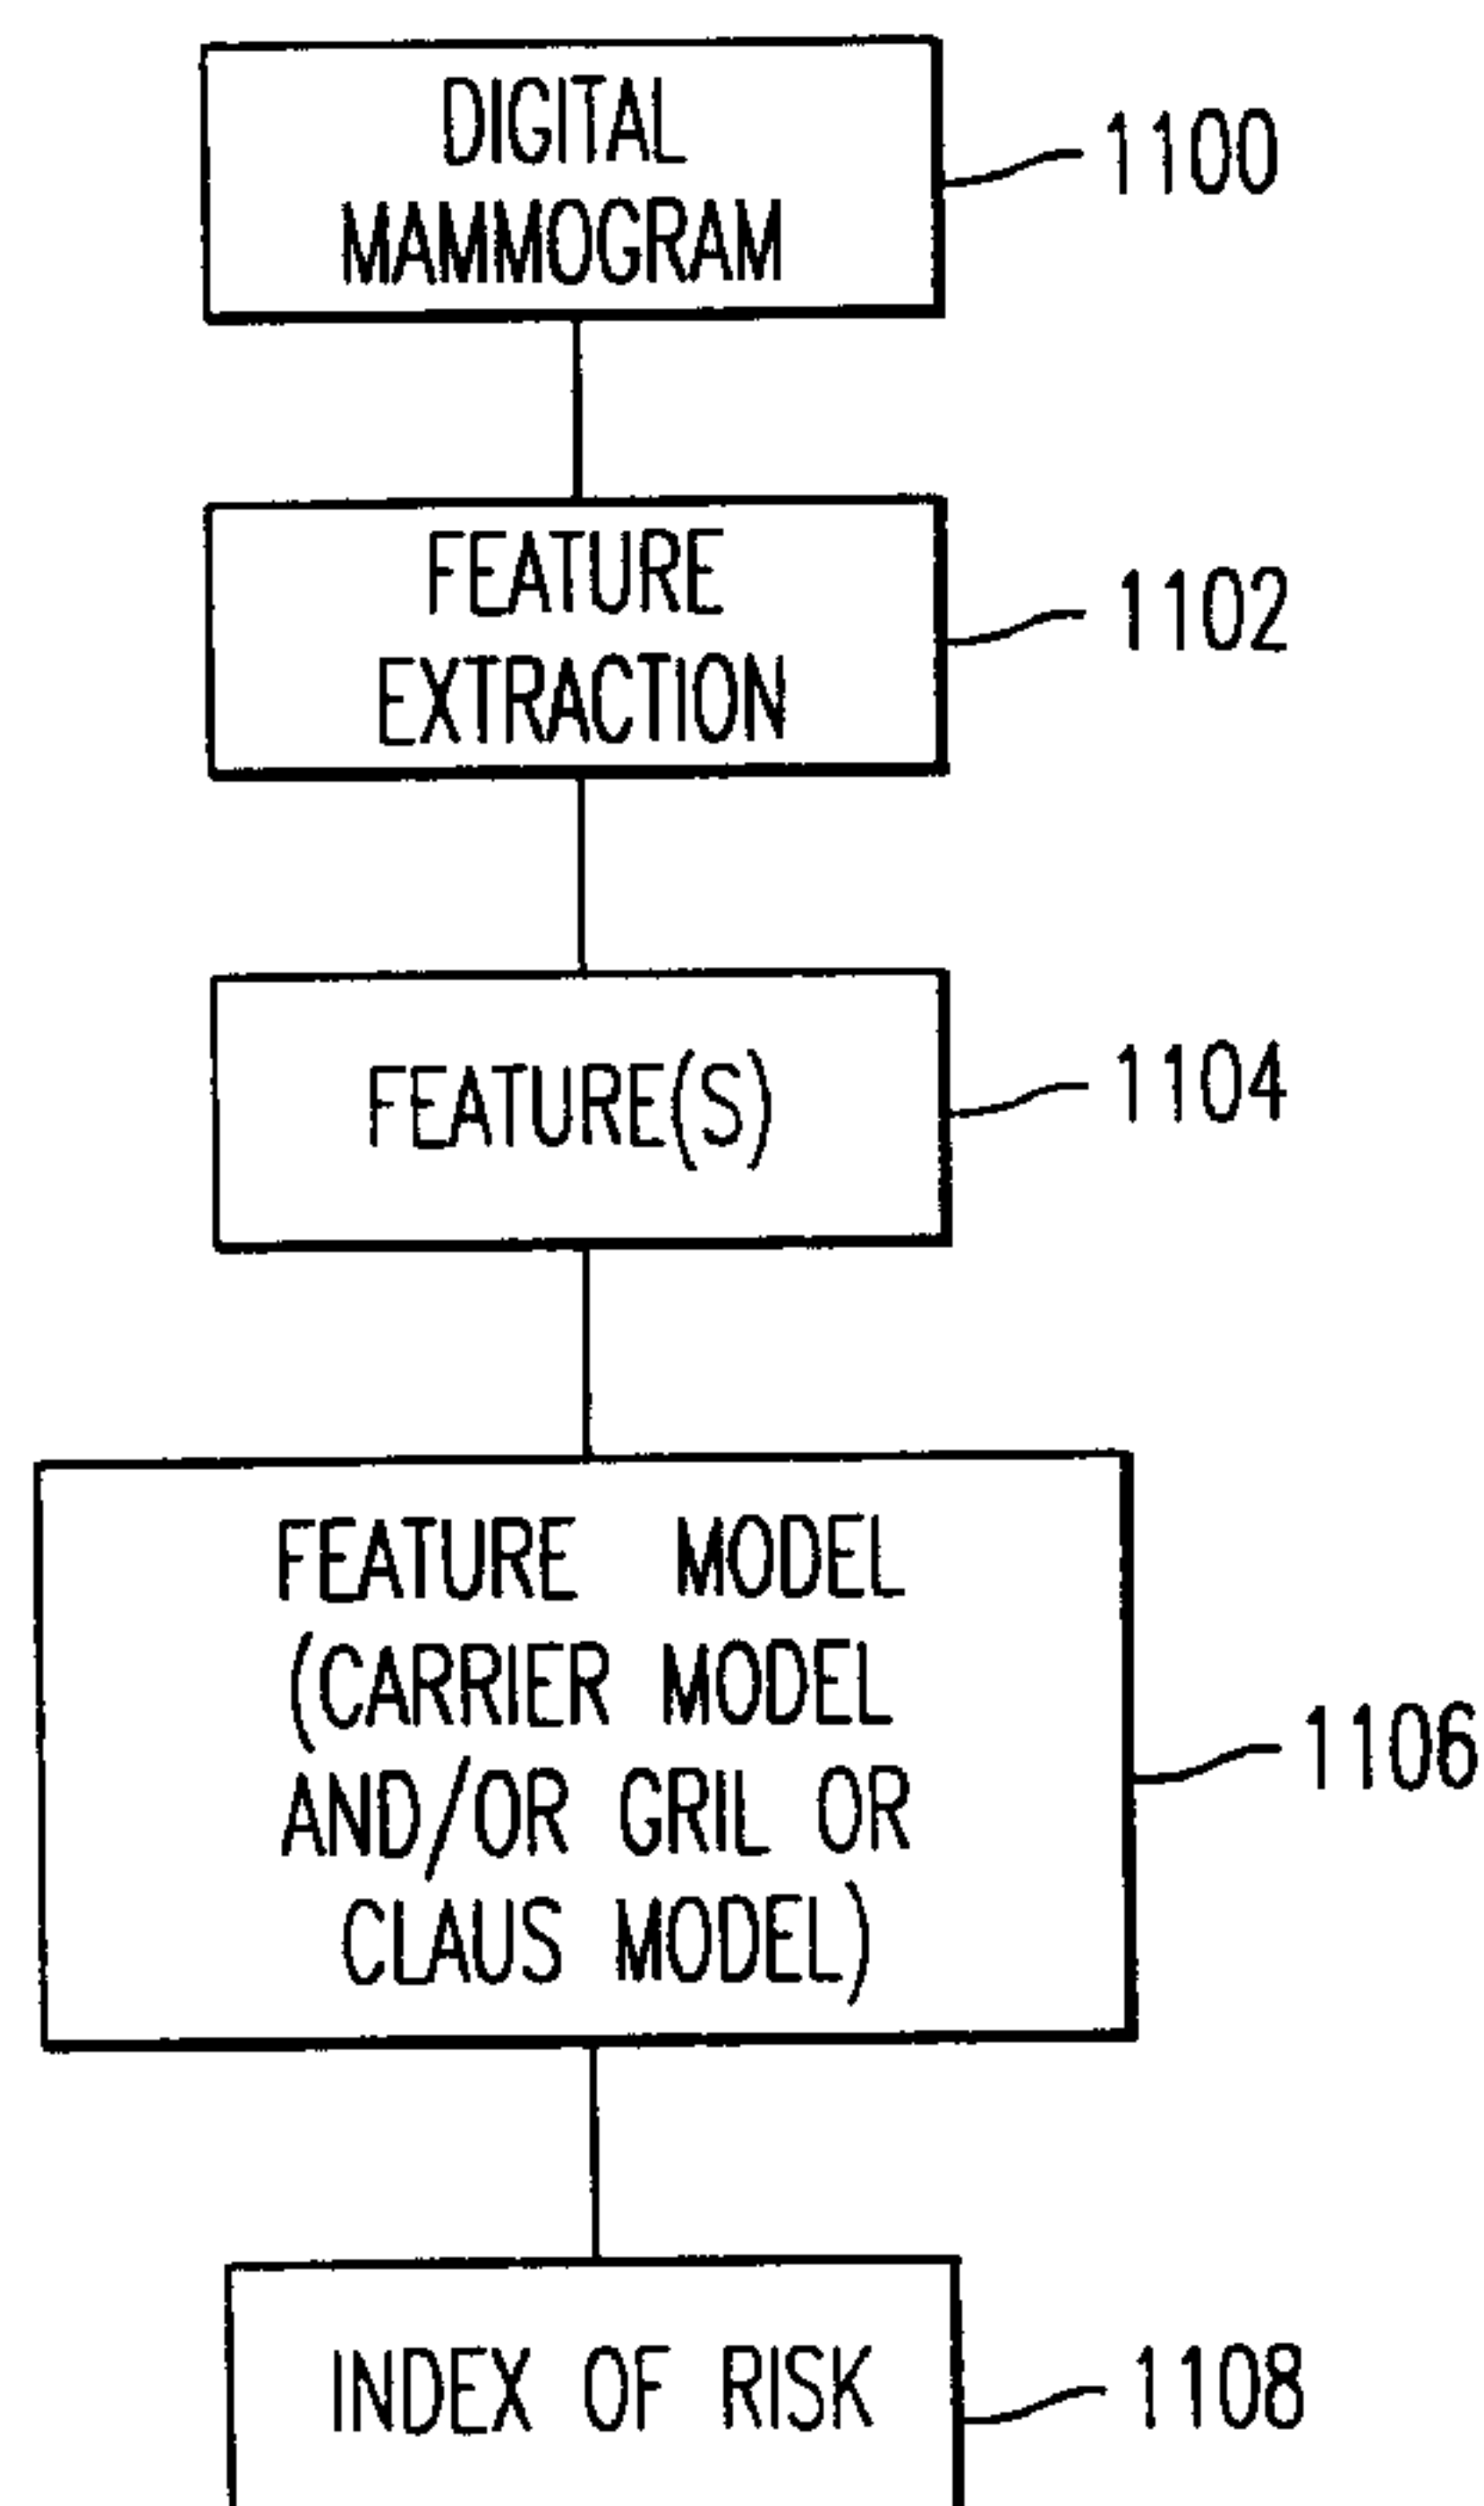 DIGITAL
MAMMOGRAM
1100
FEATURE
EXTRACTION
1102
FEATURE(S)
1104
FEATURE MODEL
(CARRIER MODEL
AND/OR GRIL OR
CLAUS MODEL)
1106
INDEX OF RISK
1108